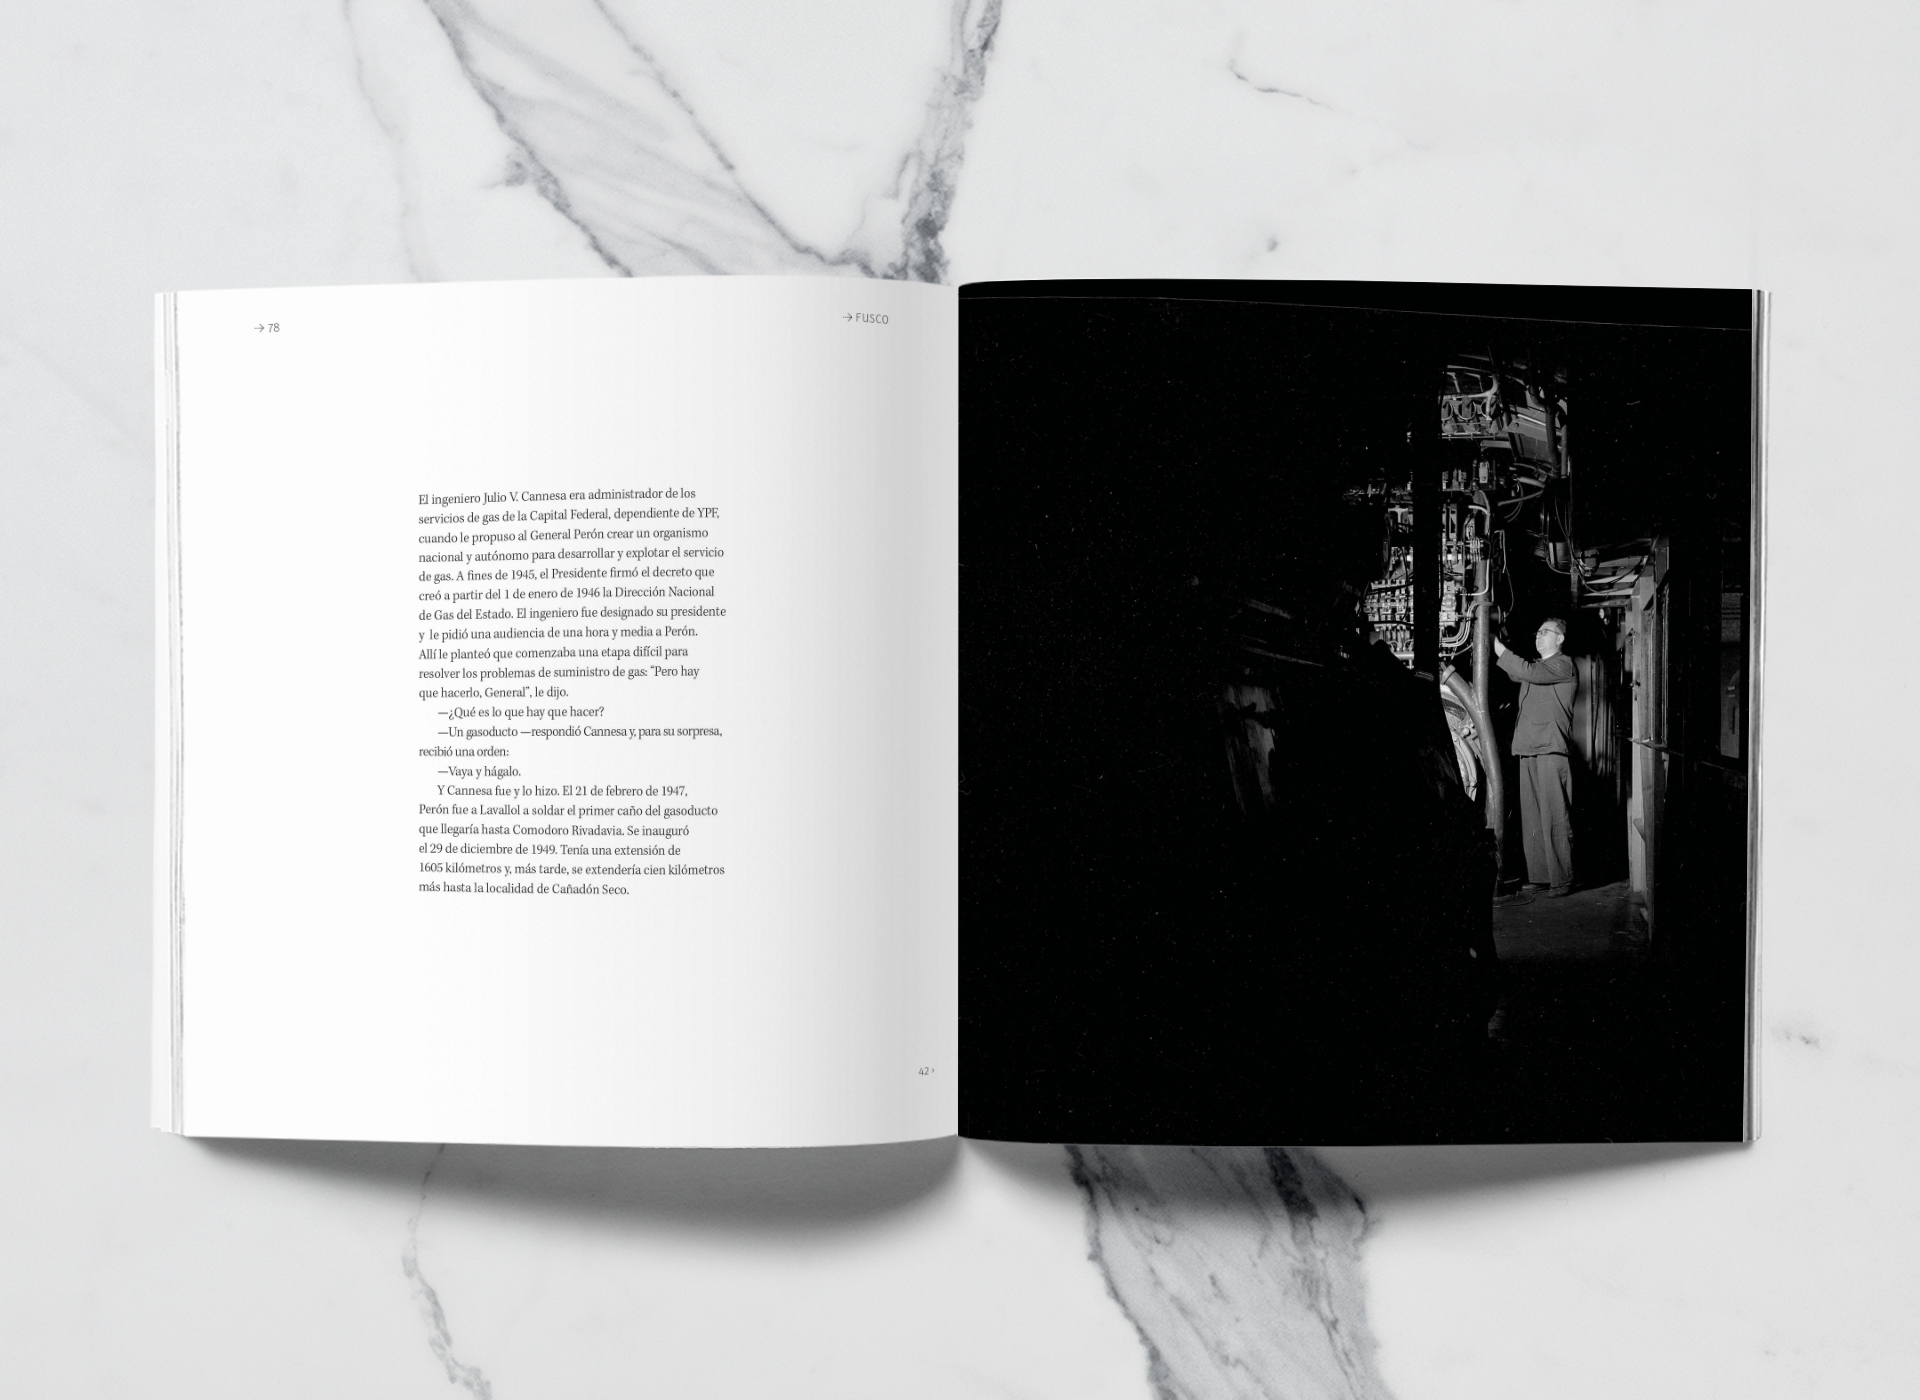 → 78
→ FUSCO
El ingeniero Julio V. Cannesa era administrador de los
servicios de gas de la Capital Federal, dependiente de YPF,
cuando le propuso al General Perón crear un organismo
nacional y autónomo para desarrollar y explotar el servicio
de gas. A fines de 1945, el Presidente firmó el decreto que
creó a partir del 1 de enero de 1946 la Dirección Nacional
de Gas del Estado. El ingeniero fue designado su presidente
y le pidió una audiencia de una hora y media a Perón.
Allí le planteó que comenzaba una etapa difícil para
resolver los problemas de suministro de gas: “Pero hay
que hacerlo, General”, le dijo.
—¿Qué es lo que hay que hacer?
—Un gasoducto —respondió Cannesa y, para su sorpresa,
recibió una orden:
—Vaya y hágalo.
Y Cannesa fue y lo hizo. El 21 de febrero de 1947,
Perón fue a Lavallol a soldar el primer caño del gasoducto
que llegaría hasta Comodoro Rivadavia. Se inauguró
el 29 de diciembre de 1949. Tenía una extensión de
1605 kilómetros y, más tarde, se extendería cien kilómetros
más hasta la localidad de Cañadón Seco.
42 ›